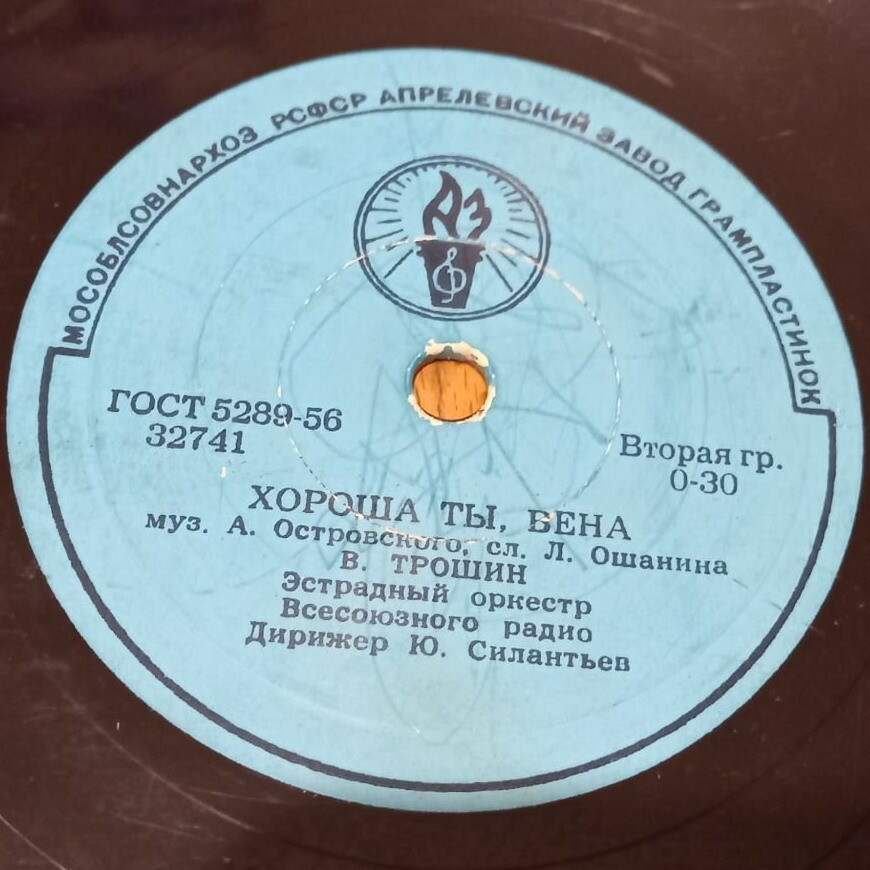 МОСОБЛСОВНАРХОЗ РСФСР АПРЕЛЕВСКИЙ ЗАВОД ГРАМПЛАСТИНОК
АЗ
ГОСТ 5289-56
32741
Вторая гр.
0-30
ХОРОША ТЫ, ВЕНА
муз. А. Островского, сл. Л. Ошанина
В. ТРОШИН
Эстрадный оркестр
Всесоюзного радио
Дирижер Ю. Силантьев